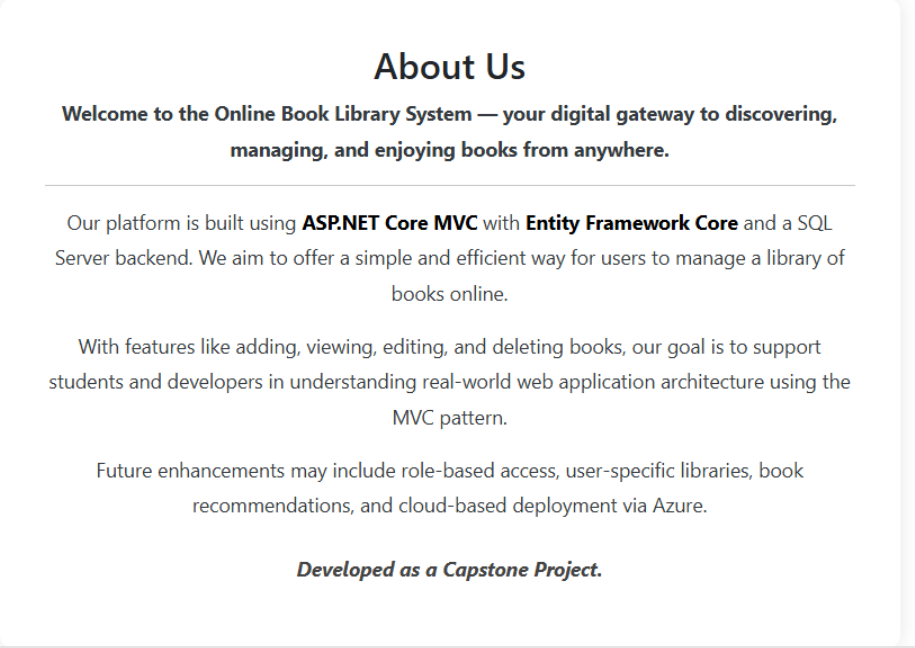 About Us
Welcome to the Online Book Library System — your digital gateway to discovering,
managing, and enjoying books from anywhere.
Our platform is built using ASP.NET Core MVC with Entity Framework Core and a SQL
Server backend. We aim to offer a simple and efficient way for users to manage a library of
books online.
With features like adding, viewing, editing, and deleting books, our goal is to support
students and developers in understanding real-world web application architecture using the
MVC pattern.
Future enhancements may include role-based access, user-specific libraries, book
recommendations, and cloud-based deployment via Azure.
Developed as a Capstone Project.